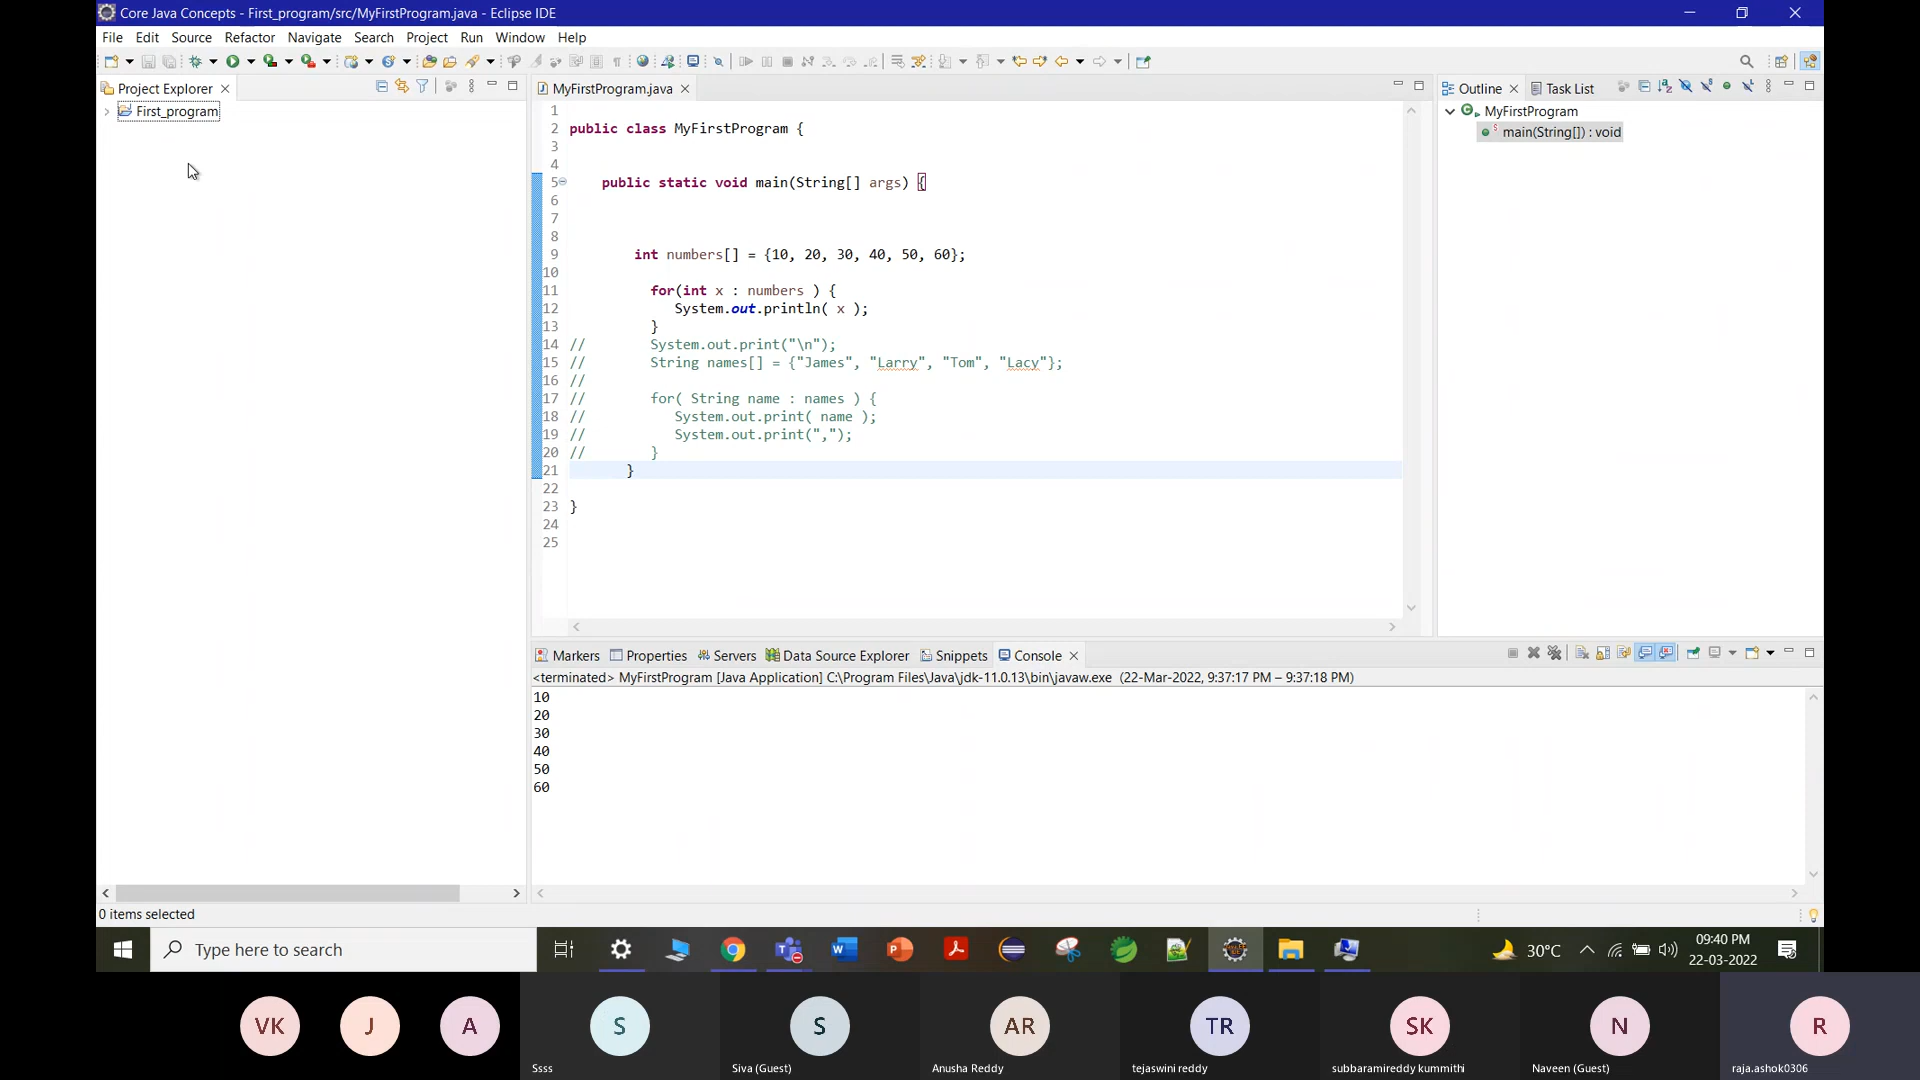 Core Java Concepts - First_program/src/MyFirstProgram.java - Eclipse IDE
File Edit Source Refactor Navigate Search Project Run Window Help
Project Explorer
First_program
MyFirstProgram.java
1
2 public class MyFirstProgram {
3
4
5 public static void main(String[] args) {
6
7
8
9 int numbers[] = {10, 20, 30, 40, 50, 60};
10
11 for(int x : numbers ) {
12 System.out.println( x );
13 }
14 // System.out.print("\n");
15 // String names[] = {"James", "Larry", "Tom", "Lacy"};
16 //
17 // for( String name : names ) {
18 // System.out.print( name );
19 // System.out.print(",");
20 // }
21 }
22
23 }
24
25
Outline Task List
MyFirstProgram
main(String[]) : void
Markers Properties Servers Data Source Explorer Snippets Console
<terminated> MyFirstProgram [Java Application] C:\Program Files\Java\jdk-11.0.13\bin\javaw.exe (22-Mar-2022, 9:37:17 PM – 9:37:18 PM)
10
20
30
40
50
60
0 items selected
Type here to search
30°C
09:40 PM
22-03-2022
VK J A S S AR TR SK N R
Ssss Siva (Guest) Anusha Reddy tejaswini reddy subbaramireddy kummithi Naveen (Guest) raja.ashok0306